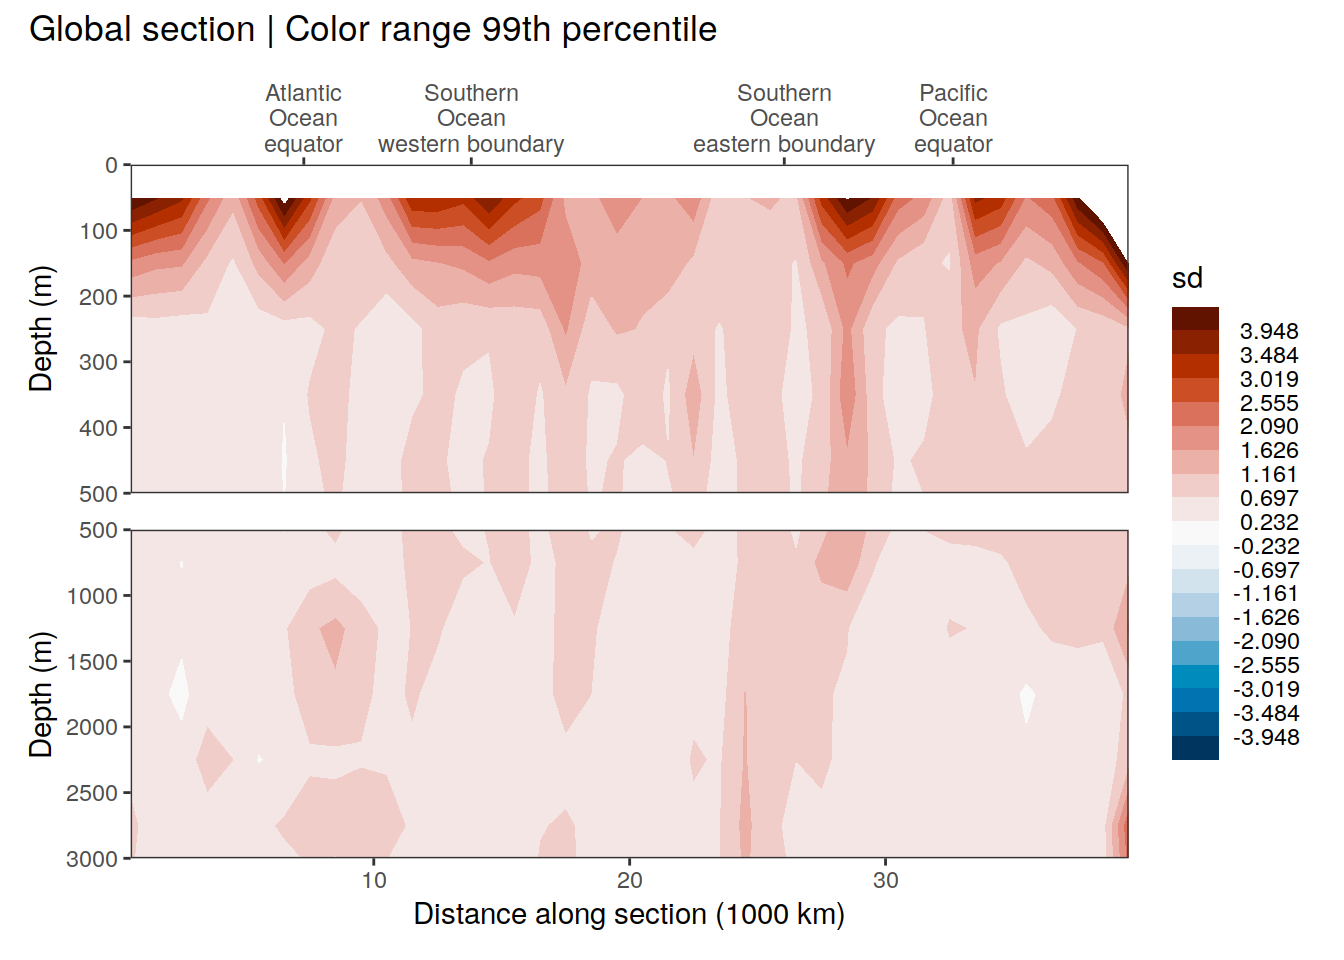 Global section | Color range 99th percentile
Atlantic
Ocean
equator
Southern
Ocean
western boundary
Southern
Ocean
eastern boundary
Pacific
Ocean
equator
Depth (m)
0
100
200
300
400
500
Depth (m)
500
1000
1500
2000
2500
3000
10
20
30
Distance along section (1000 km)
sd
3.948
3.484
3.019
2.555
2.090
1.626
1.161
0.697
0.232
-0.232
-0.697
-1.161
-1.626
-2.090
-2.555
-3.019
-3.484
-3.948